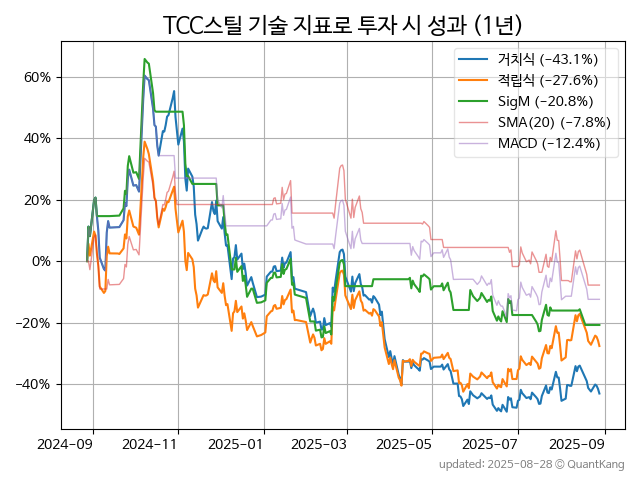 TCC스틸 기술 지표로 투자 시 성과 (1년)
거치식 (-43.1%)
적립식 (-27.6%)
SigM (-20.8%)
SMA(20) (-7.8%)
MACD (-12.4%)
60%
40%
20%
0%
−20%
−40%
2024-09 2024-11 2025-01 2025-03 2025-05 2025-07 2025-09
updated: 2025-08-28 © QuantKang